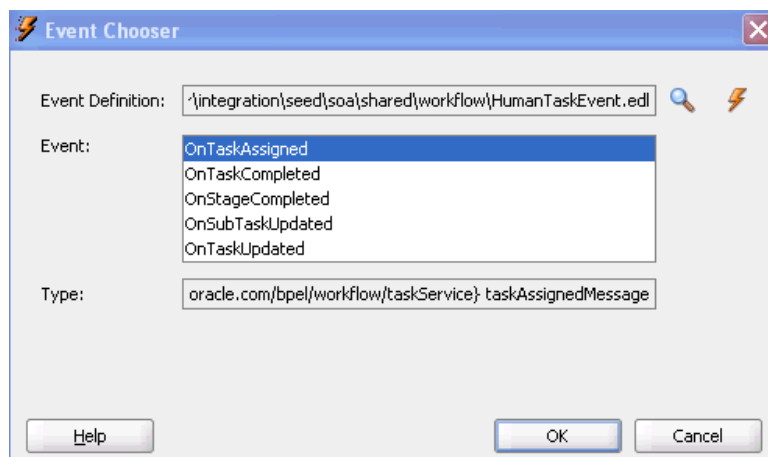 Event Chooser
Event Definition: \integration\seed\soa\shared\workflow\HumanTaskEvent.edl
Event: OnTaskAssigned
OnTaskCompleted
OnStageCompleted
OnSubTaskUpdated
OnTaskUpdated
Type: oracle.com/bpel/workflow/taskService} taskAssignedMessage
Help OK Cancel